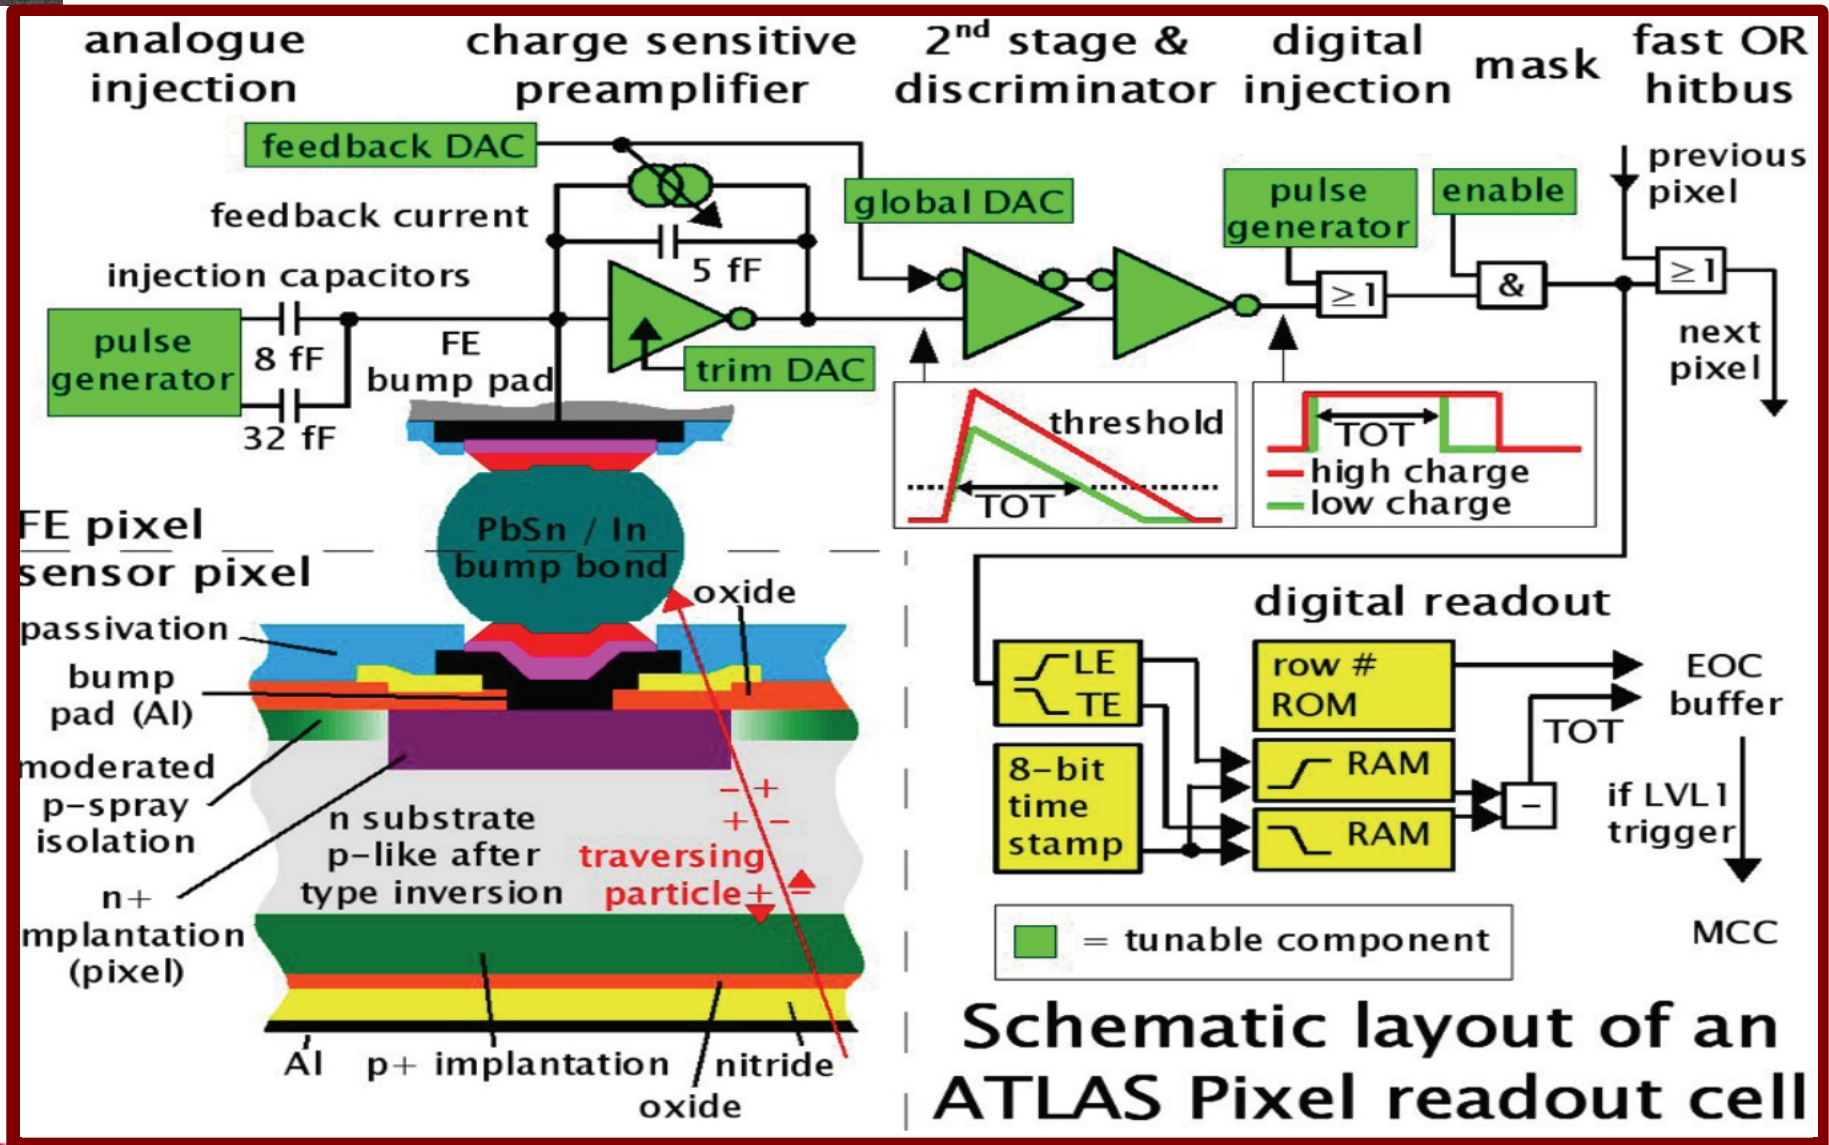 analogue
injection
charge sensitive
preamplifier
2nd stage &
discriminator
digital
injection
mask
fast OR
hitbus
feedback DAC
feedback current
global DAC
pulse
generator
enable
previous
pixel
injection capacitors
5 fF
≥1
&
≥1
pulse
generator
8 fF
32 fF
FE
bump pad
trim DAC
next
pixel
threshold
TOT
TOT
high charge
low charge
FE pixel
sensor pixel
PbSn / In
bump bond
oxide
passivation
bump
pad (Al)
moderated
p-spray
isolation
n+
mplantation
(pixel)
n substrate
p-like after
type inversion
traversing
particle
- +
+ -
+ -
Al
p+ implantation
nitride
oxide
digital readout
LE
TE
row #
ROM
EOC
buffer
TOT
8-bit
time
stamp
RAM
RAM
-
if LVL1
trigger
MCC
= tunable component
Schematic layout of an
ATLAS Pixel readout cell